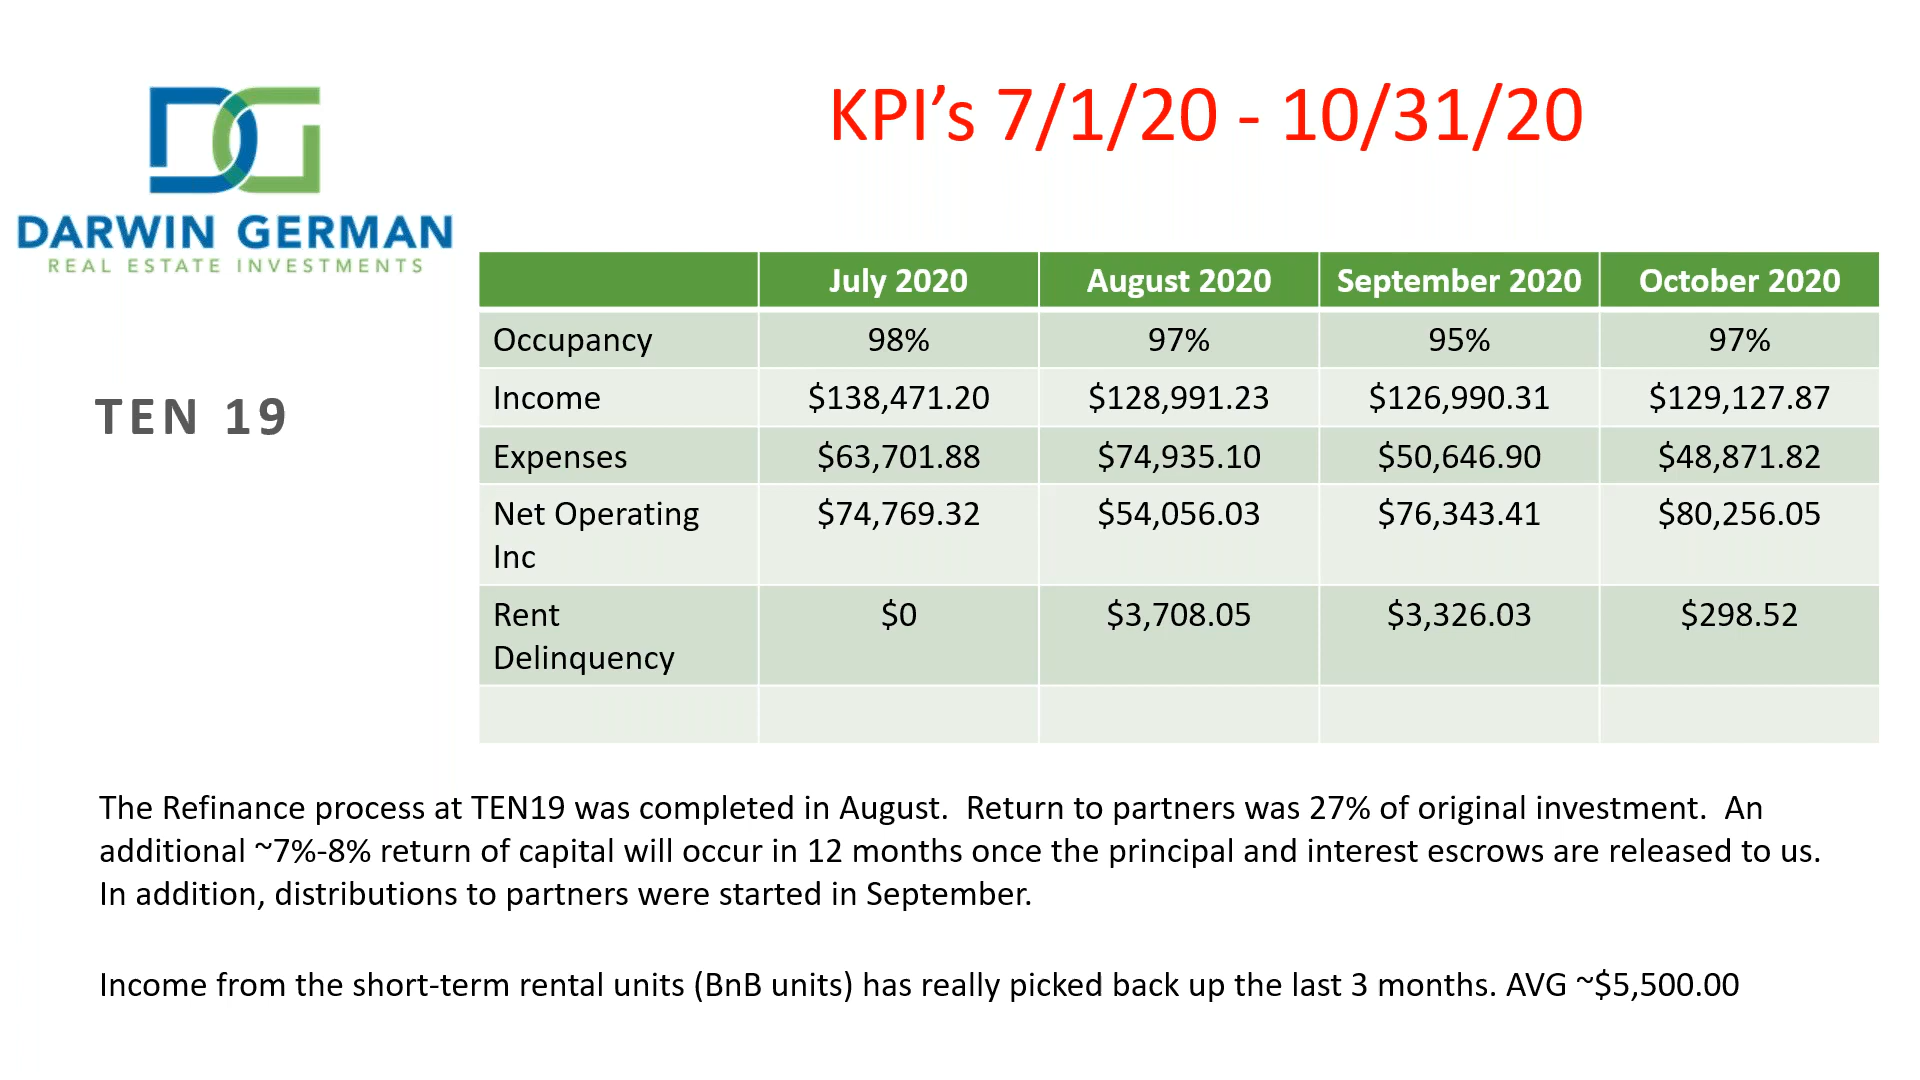 DG
DARWIN GERMAN
REAL ESTATE INVESTMENTS
KPI’s 7/1/20 - 10/31/20
TEN 19
July 2020 August 2020 September 2020 October 2020
Occupancy 98% 97% 95% 97%
Income $138,471.20 $128,991.23 $126,990.31 $129,127.87
Expenses $63,701.88 $74,935.10 $50,646.90 $48,871.82
Net Operating $74,769.32 $54,056.03 $76,343.41 $80,256.05
Inc
Rent $0 $3,708.05 $3,326.03 $298.52
Delinquency
The Refinance process at TEN19 was completed in August.  Return to partners was 27% of original investment.  An
additional ~7%-8% return of capital will occur in 12 months once the principal and interest escrows are released to us.
In addition, distributions to partners were started in September.
Income from the short-term rental units (BnB units) has really picked back up the last 3 months. AVG ~$5,500.00